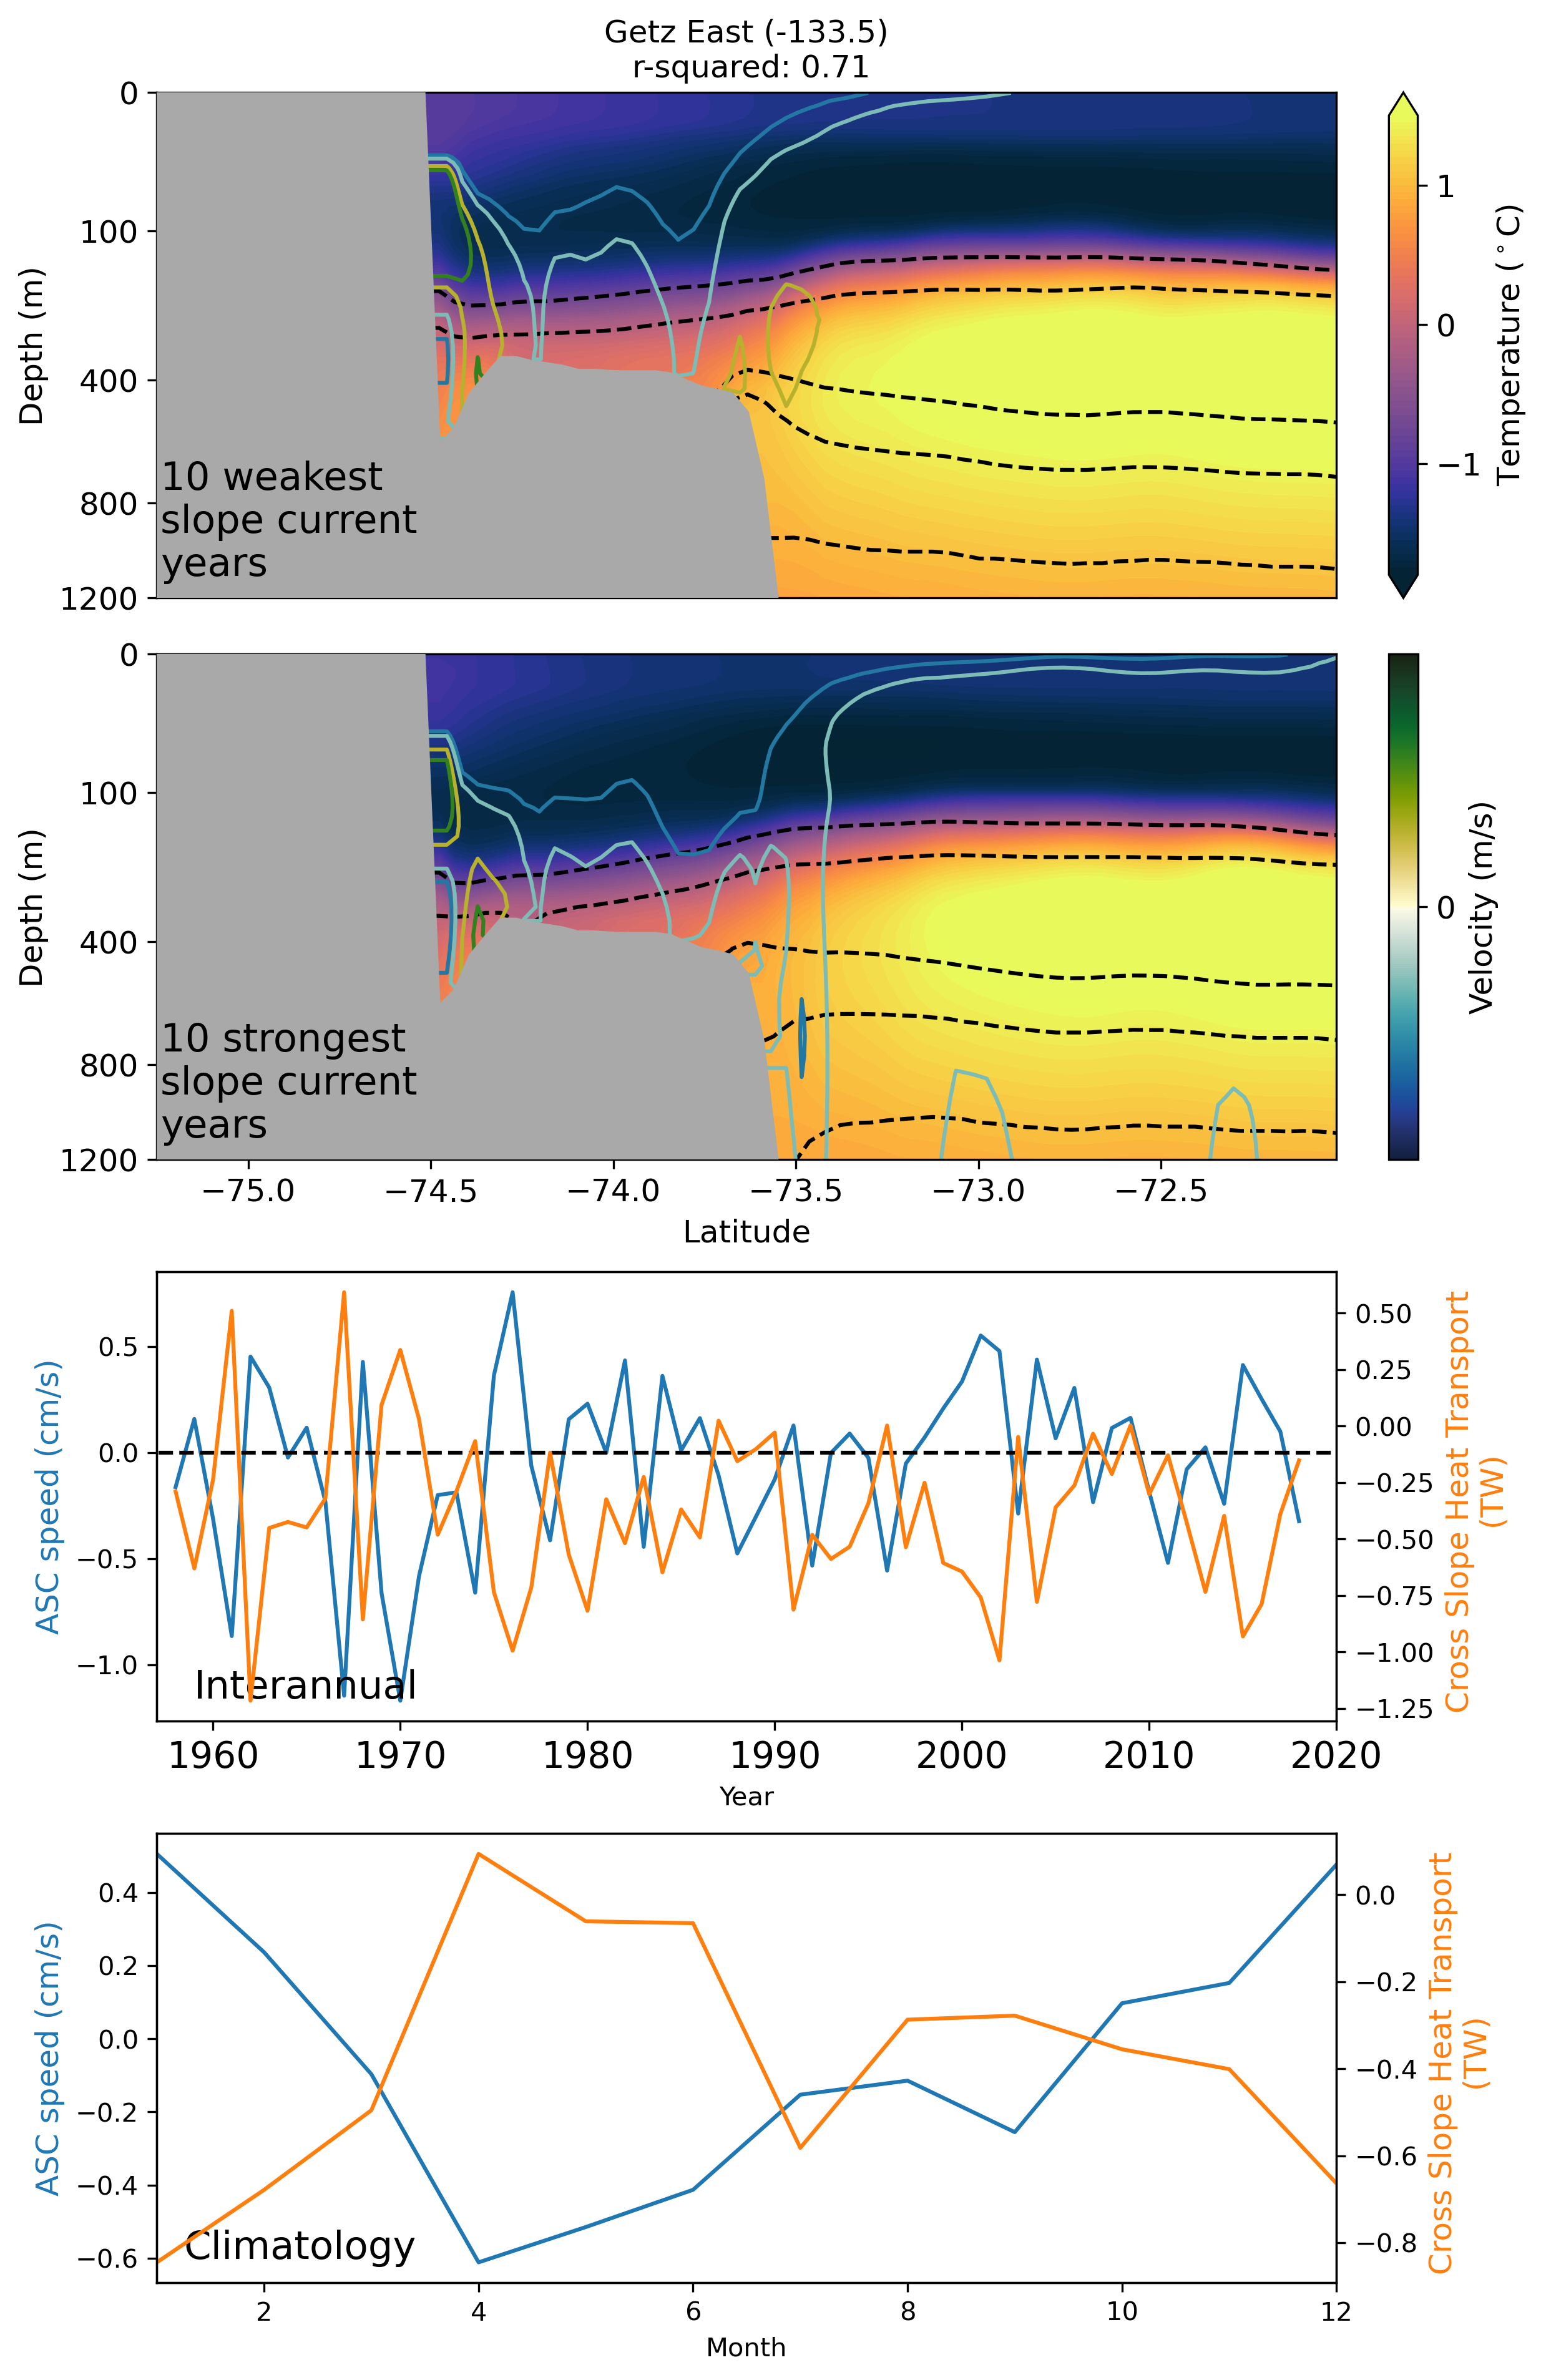 Getz East (-133.5)
r-squared: 0.71
0
100
400
800
1200
Depth (m)
10 weakest
slope current
years
1
0
−1
Temperature (°C)
0
100
400
800
1200
Depth (m)
10 strongest
slope current
years
−75.0 −74.5 −74.0 −73.5 −73.0 −72.5
Latitude
0
Velocity (m/s)
0.5
0.0
−0.5
−1.0
ASC speed (cm/s)
Interannual
0.50
0.25
0.00
−0.25
−0.50
−0.75
−1.00
−1.25
Cross Slope Heat Transport
(TW)
1960 1970 1980 1990 2000 2010 2020
Year
0.4
0.2
0.0
−0.2
−0.4
−0.6
ASC speed (cm/s)
Climatology
0.0
−0.2
−0.4
−0.6
−0.8
Cross Slope Heat Transport
(TW)
2 4 6 8 10 12
Month